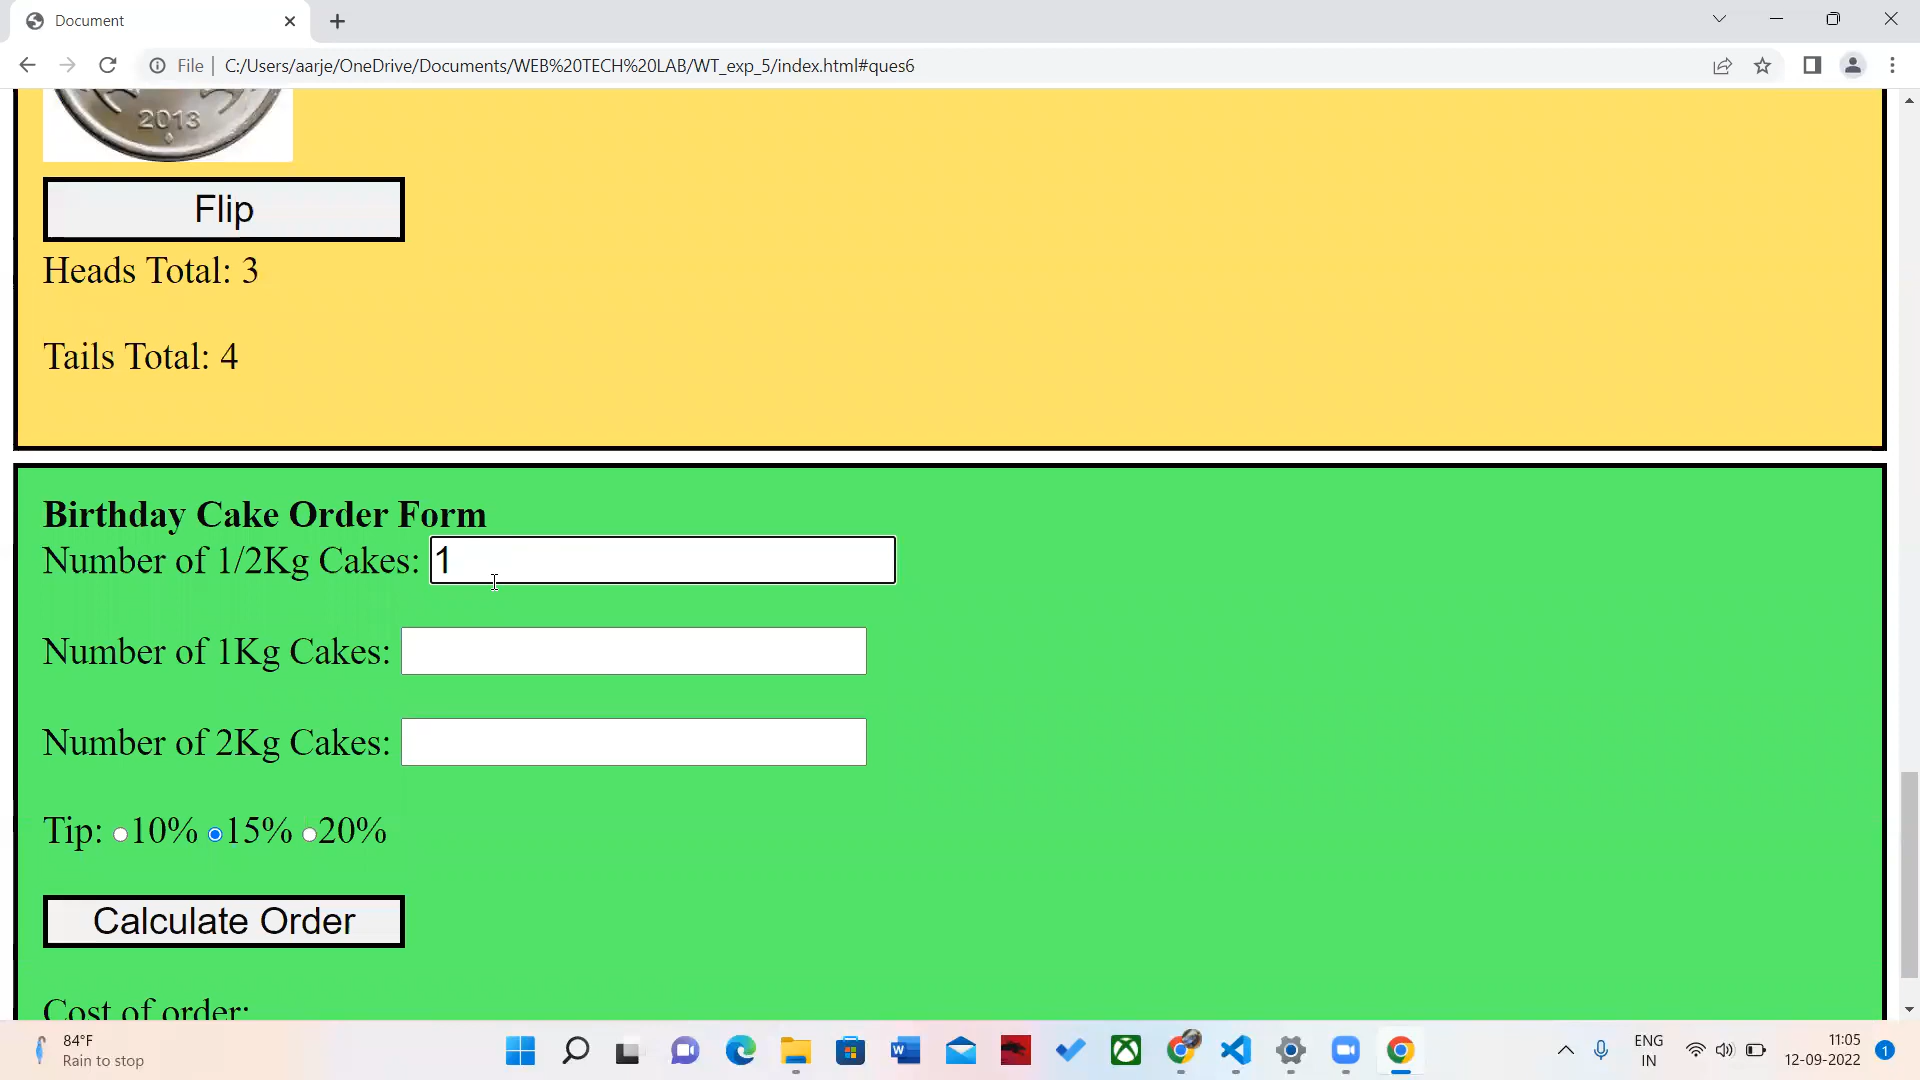 Document
File
C:/Users/aarje/OneDrive/Documents/WEB%20TECH%20LAB/WT_exp_5/index.html#ques6
2013
Flip
Heads Total: 3
Tails Total: 4
Birthday Cake Order Form
Number of 1/2Kg Cakes: 1
Number of 1Kg Cakes:
Number of 2Kg Cakes:
Tip: 10% 15% 20%
Calculate Order
Cost of order:
84°F
Rain to stop
ENG
IN
11:05
12-09-2022
1